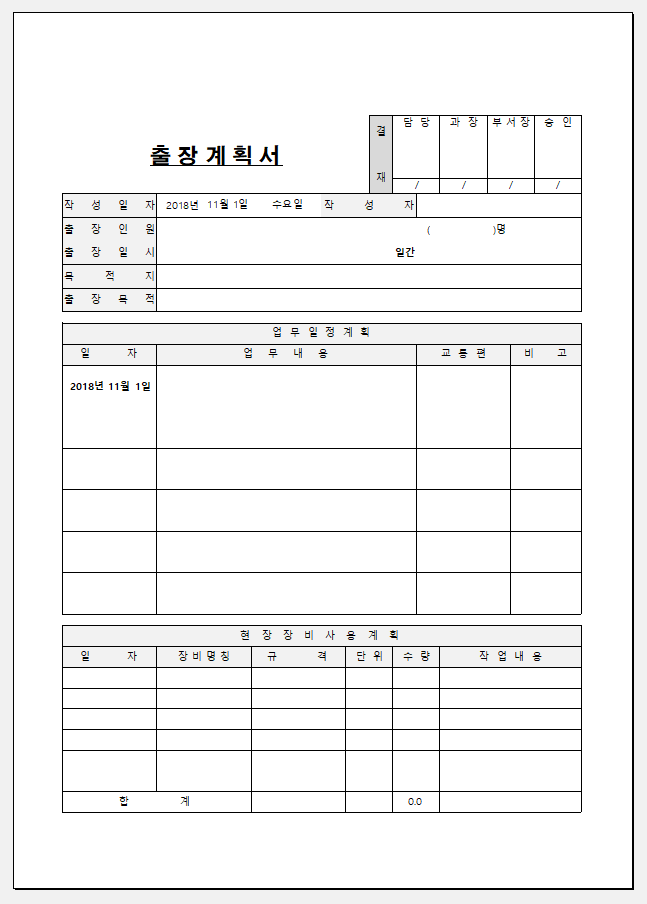 결 재
담 당 과 장 부 서 장 승 인
출 장 계 획 서
/ / / /
작 성 일 자 2018년 11월 1일 수요일 작 성 자
출 장 인 원 ( )명
출 장 일 시 일간
목 적 지
출 장 목 적
업 무 일 정 계 획
일 자 업 무 내 용 교 통 편 비 고
2018년 11월 1일
현 장 장 비 사 용 계 획
일 자 장 비 명 칭 규 격 단 위 수 량 작 업 내 용
합 계 0.0